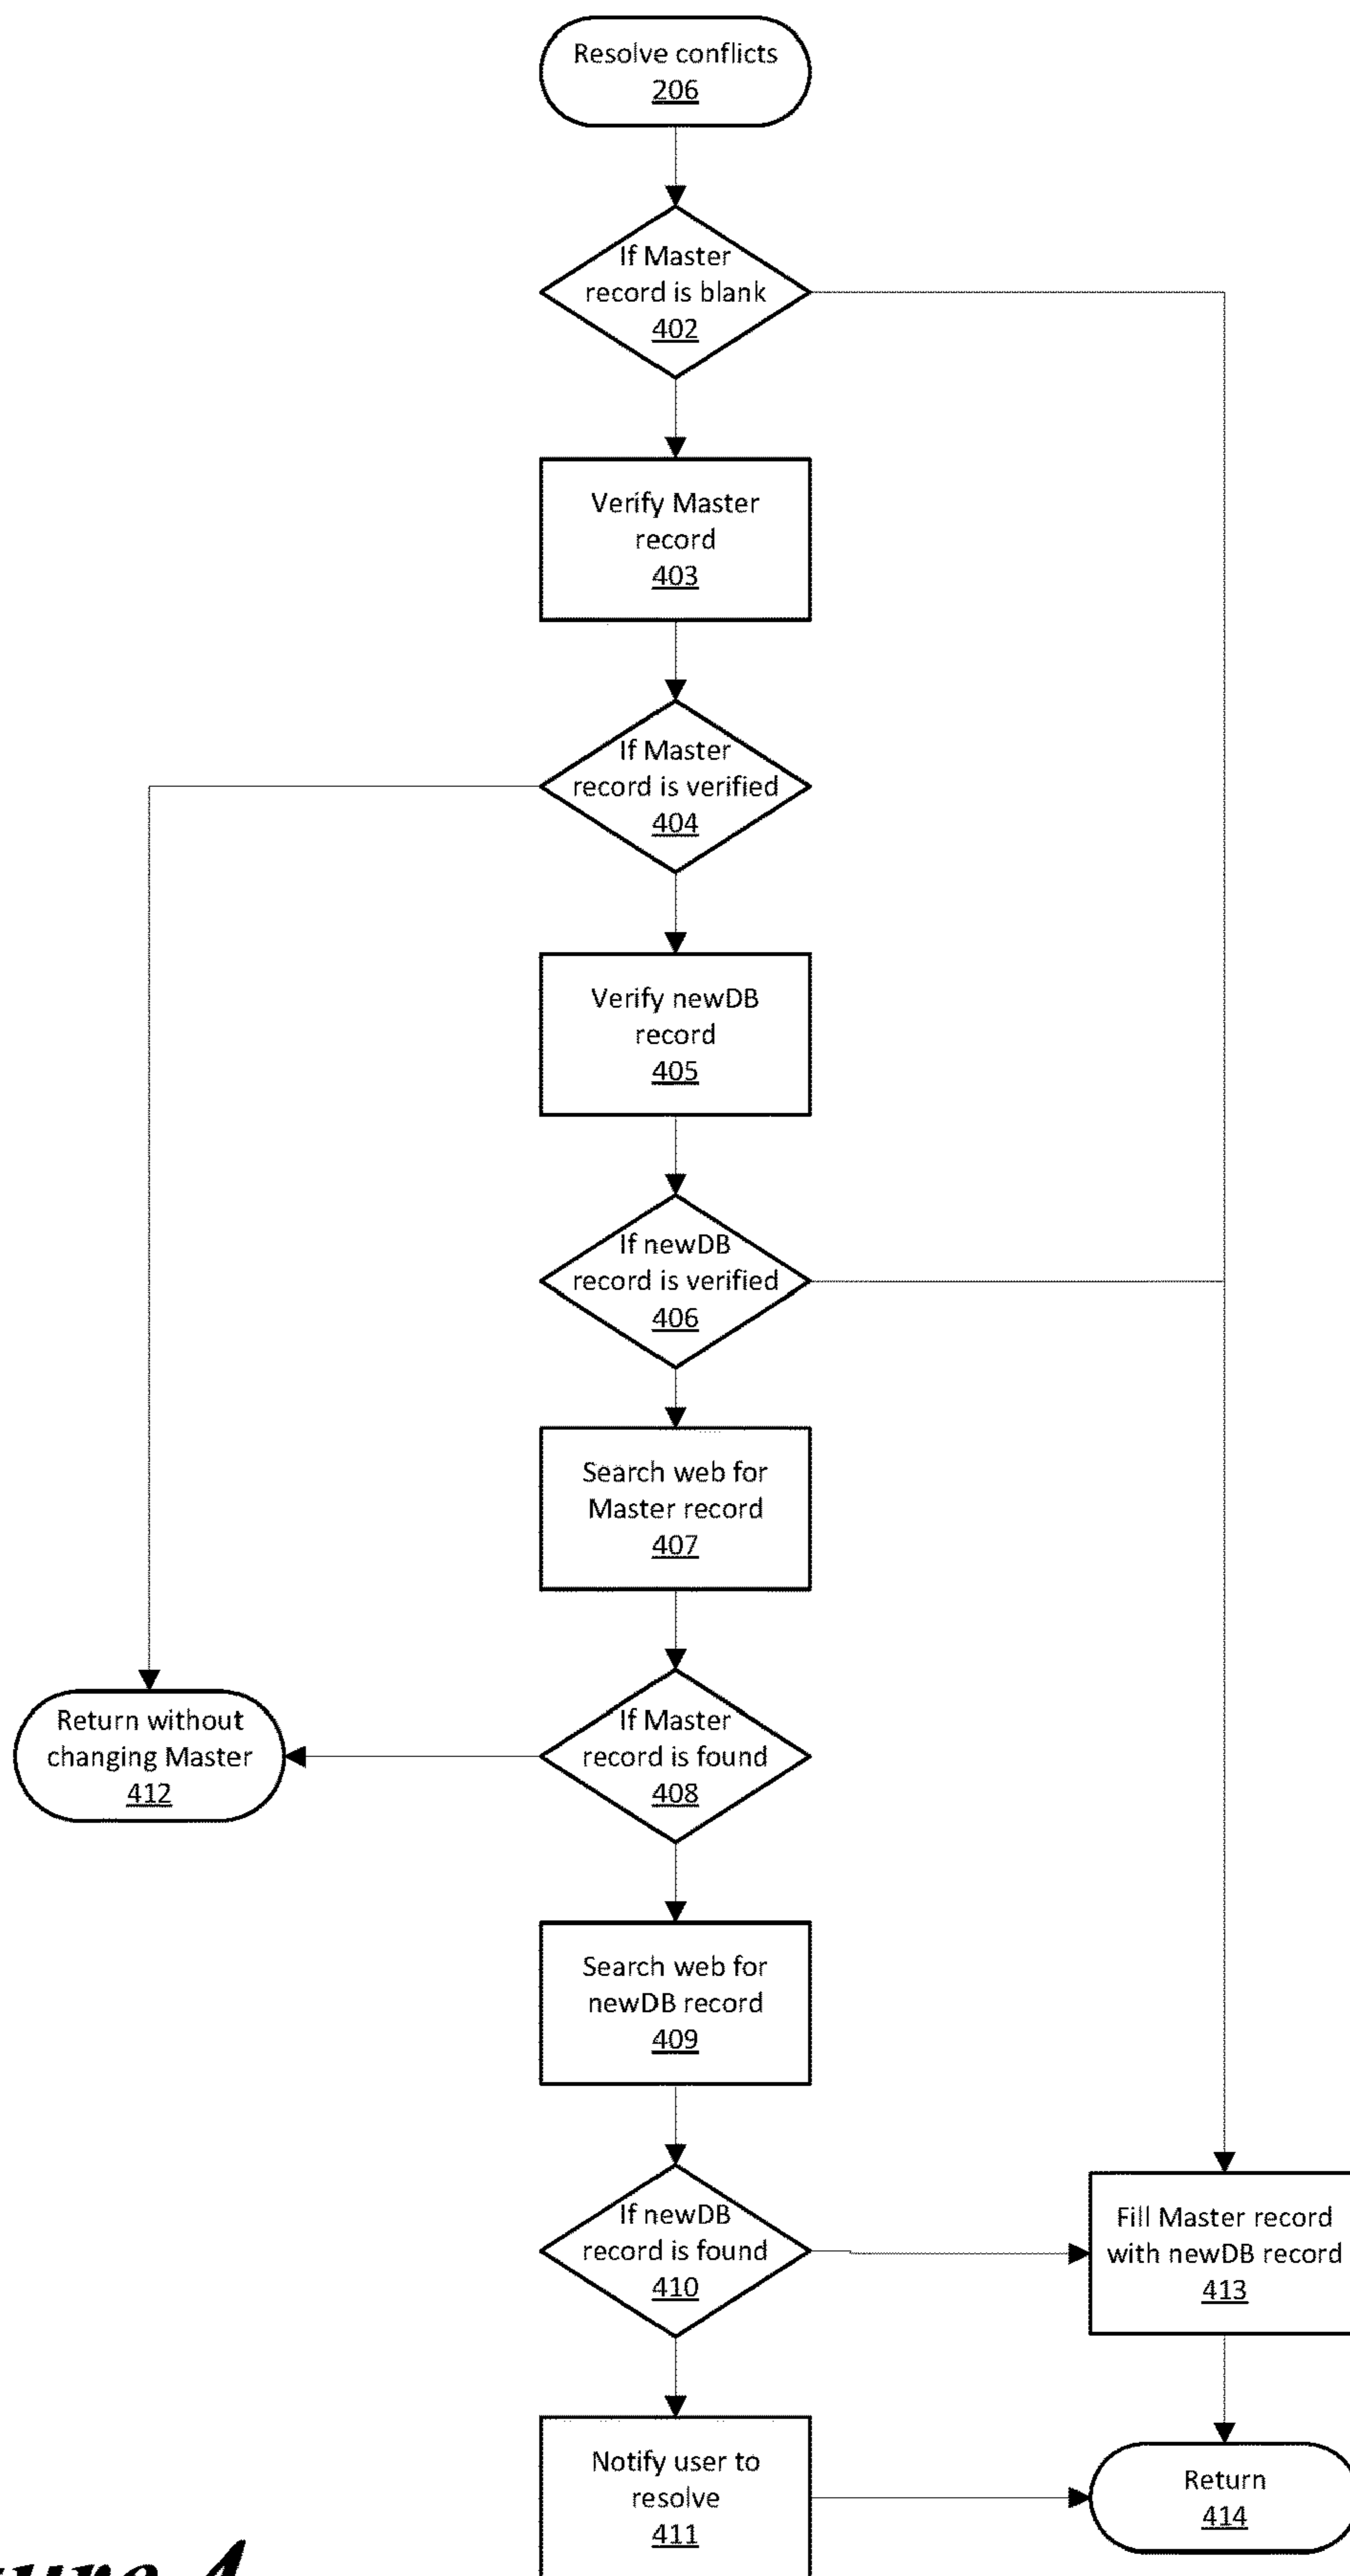 Resolve conflicts
206
If Master
record is blank
402
Verify Master
record
403
If Master
record is verified
404
Verify newDB
record
405
If newDB
record is verified
406
Search web for
Master record
407
Return without
changing Master
412
If Master
record is found
408
Search web for
newDB record
409
If newDB
record is found
410
Fill Master record
with newDB record
413
Notify user to
resolve
411
Return
414